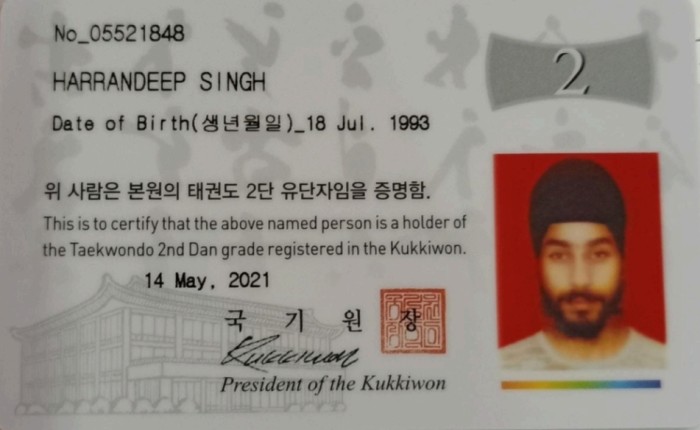 No_05521848
2
HARRANDEEP SINGH
Date of Birth(생년월일)_18 Jul. 1993
위 사람은 본원의 태권도 2단 유단자임을 증명함.
This is to certify that the above named person is a holder of
the Taekwondo 2nd Dan grade registered in the Kukkiwon.
14 May, 2021
국 기 원 장
Kukkiwon
President of the Kukkiwon